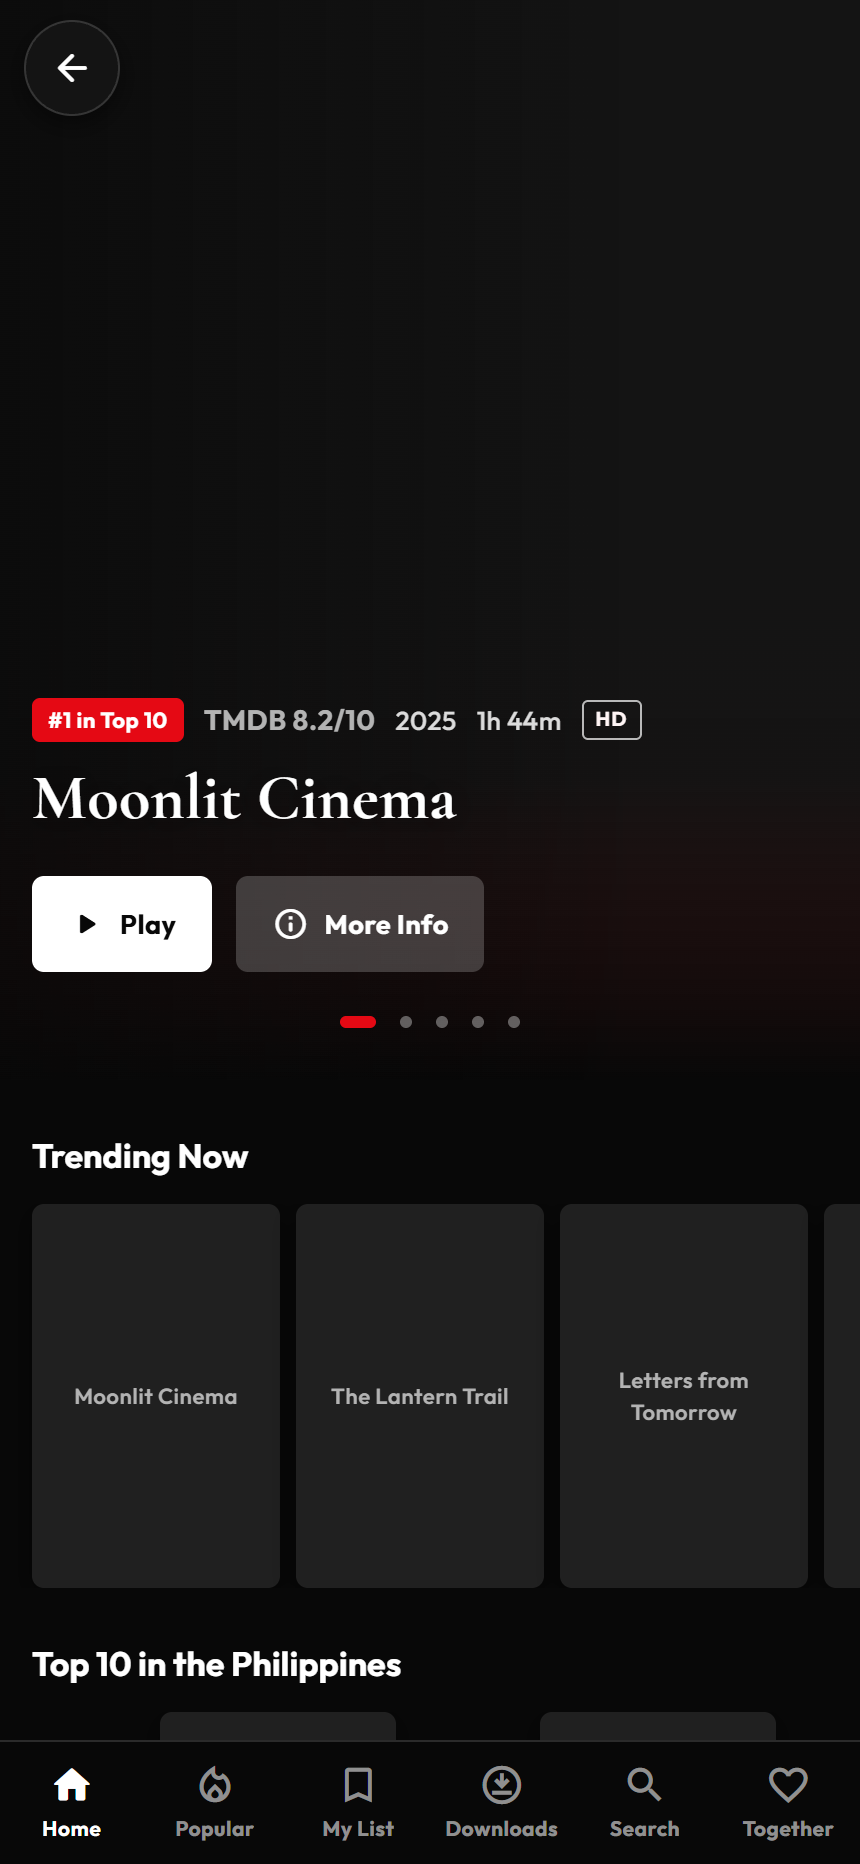 #1 in Top 10 TMDB 8.2/10 2025 1h 44m HD
Moonlit Cinema
Play More Info
Trending Now
Moonlit Cinema The Lantern Trail Letters from
Tomorrow
Top 10 in the Philippines
Home Popular My List Downloads Search Together